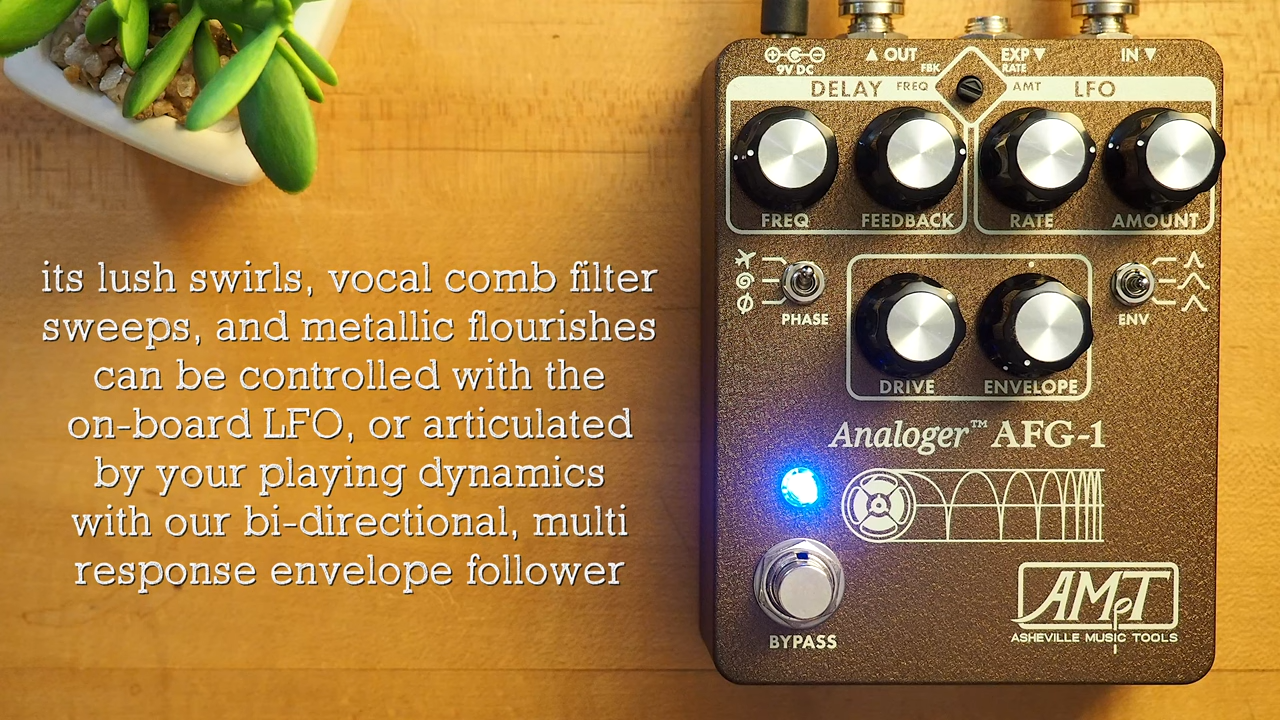 its lush swirls, vocal comb filter
sweeps, and metallic flourishes
can be controlled with the
on-board LFO, or articulated
by your playing dynamics
with our bi-directional, multi
response envelope follower
9V DC
▲ OUT
EXP ▼
IN ▼
FBK
RATE
DELAY
FREQ
AMT
LFO
FREQ
FEEDBACK
RATE
AMOUNT
PHASE
ENV
DRIVE
ENVELOPE
Analoger™ AFG-1
BYPASS
AMpT
ASHEVILLE MUSIC TOOLS